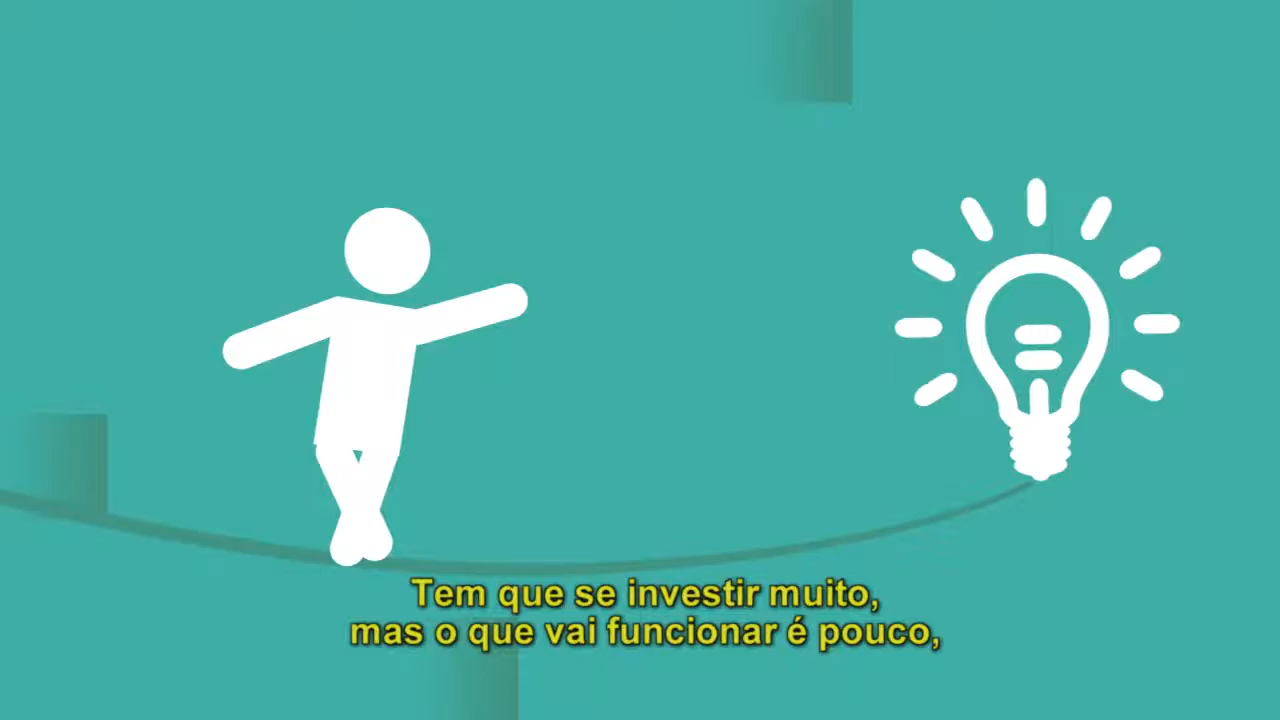 Tem que se investir muito,
mas o que vai funcionar é pouco,